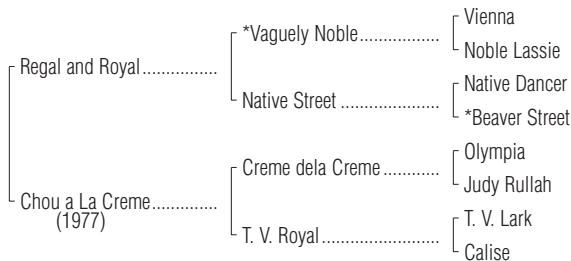 Vienna
*Vaguely Noble
Noble Lassie
Regal and Royal
Native Dancer
Native Street
*Beaver Street
Olympia
Creme dela Creme
Judy Rullah
Chou a La Creme
(1977)
T. V. Lark
T. V. Royal
Calise